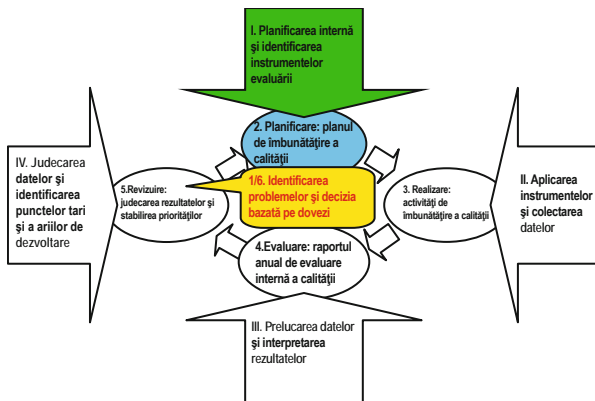 I. Planificarea internă
şi identificarea
instrumentelor
evaluării
2. Planificare: planul
de îmbunătăţire a
calităţii
IV. Judecarea
datelor şi
identificarea
punctelor tari
şi a ariilor de
dezvoltare
5.Revizuire:
judecarea rezultatelor şi
stabilirea priorităţilor
1/6. Identificarea
problemelor şi decizia
bazată pe dovezi
3. Realizare:
activităţi de
îmbunătăţire a calităţii
II. Aplicarea
instrumentelor
şi colectarea
datelor
4.Evaluare: raportul
anual de evaluare
internă a calităţii
III. Prelucarea datelor
şi interpretarea
rezultatelor